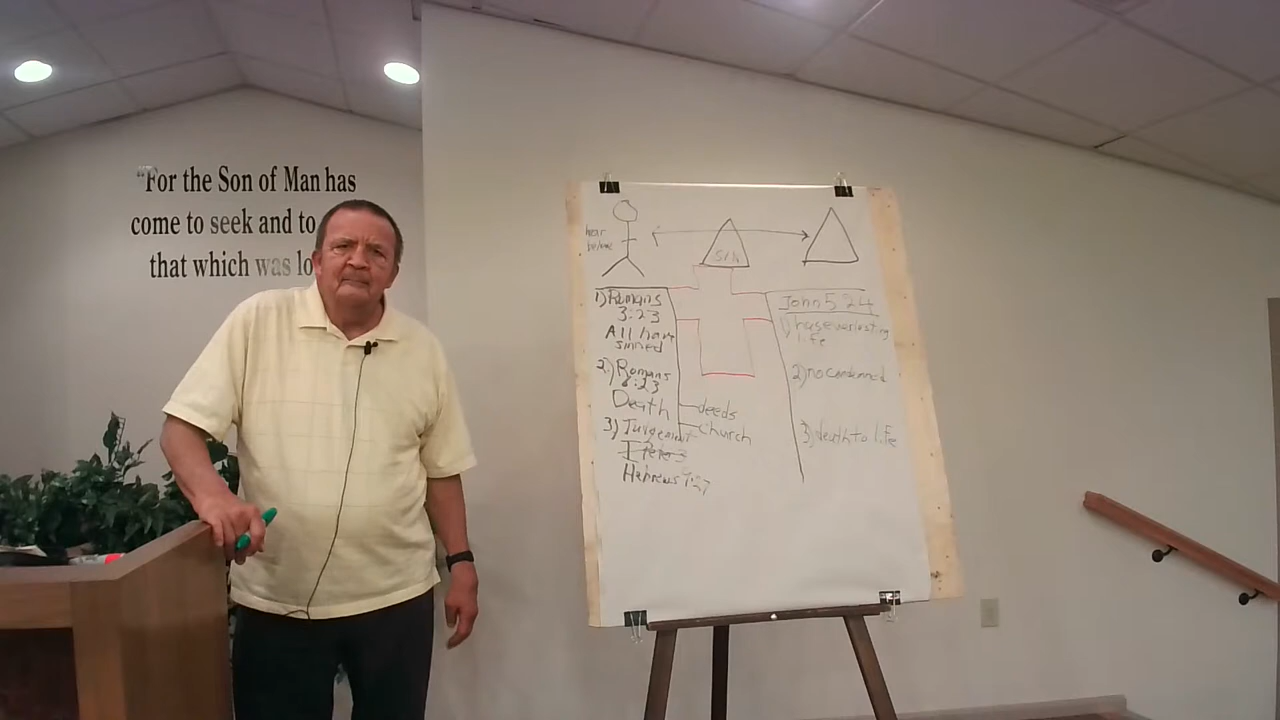 "For the Son of Man has
come to seek and to
that which was lo
hear
believe
SIN
1) Romans
3:23
All have
sinned
2) Romans
6:23
Death
deeds
3) Judgement
church
I Peter 3
Hebrews 9:27
John 5:24
1) has everlasting
life
2) no condemned
3) death to life